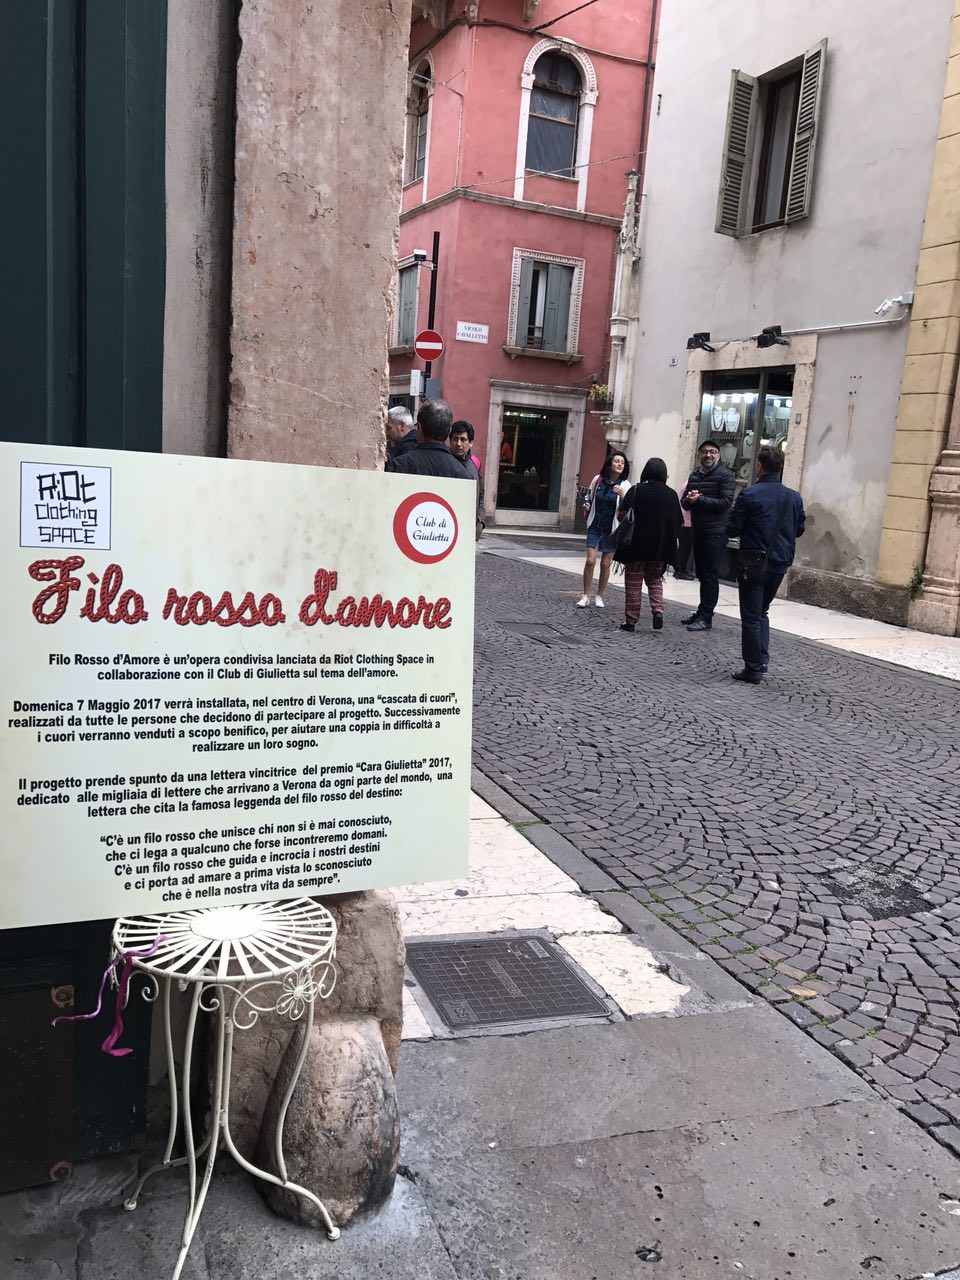 RiOt
clothing
SPACE
Club di
Giulietta
Filo rosso d'amore
Filo Rosso d'Amore è un'opera condivisa lanciata da Riot Clothing Space in
collaborazione con il Club di Giulietta sul tema dell'amore.
Domenica 7 Maggio 2017 verrà installata, nel centro di Verona, una “cascata di cuori”,
realizzati da tutte le persone che decidono di partecipare al progetto. Successivamente
i cuori verranno venduti a scopo benifico, per aiutare una coppia in difficoltà a
realizzare un loro sogno.
Il progetto prende spunto da una lettera vincitrice del premio “Cara Giulietta” 2017,
dedicato alle migliaia di lettere che arrivano a Verona da ogni parte del mondo, una
lettera che cita la famosa leggenda del filo rosso del destino:
“C'è un filo rosso che unisce chi non si è mai conosciuto,
che ci lega a qualcuno che forse incontreremo domani.
C'è un filo rosso che guida e incrocia i nostri destini
e ci porta ad amare a prima vista lo sconosciuto
che è nella nostra vita da sempre”.
VICOLO
CAVALLETTO